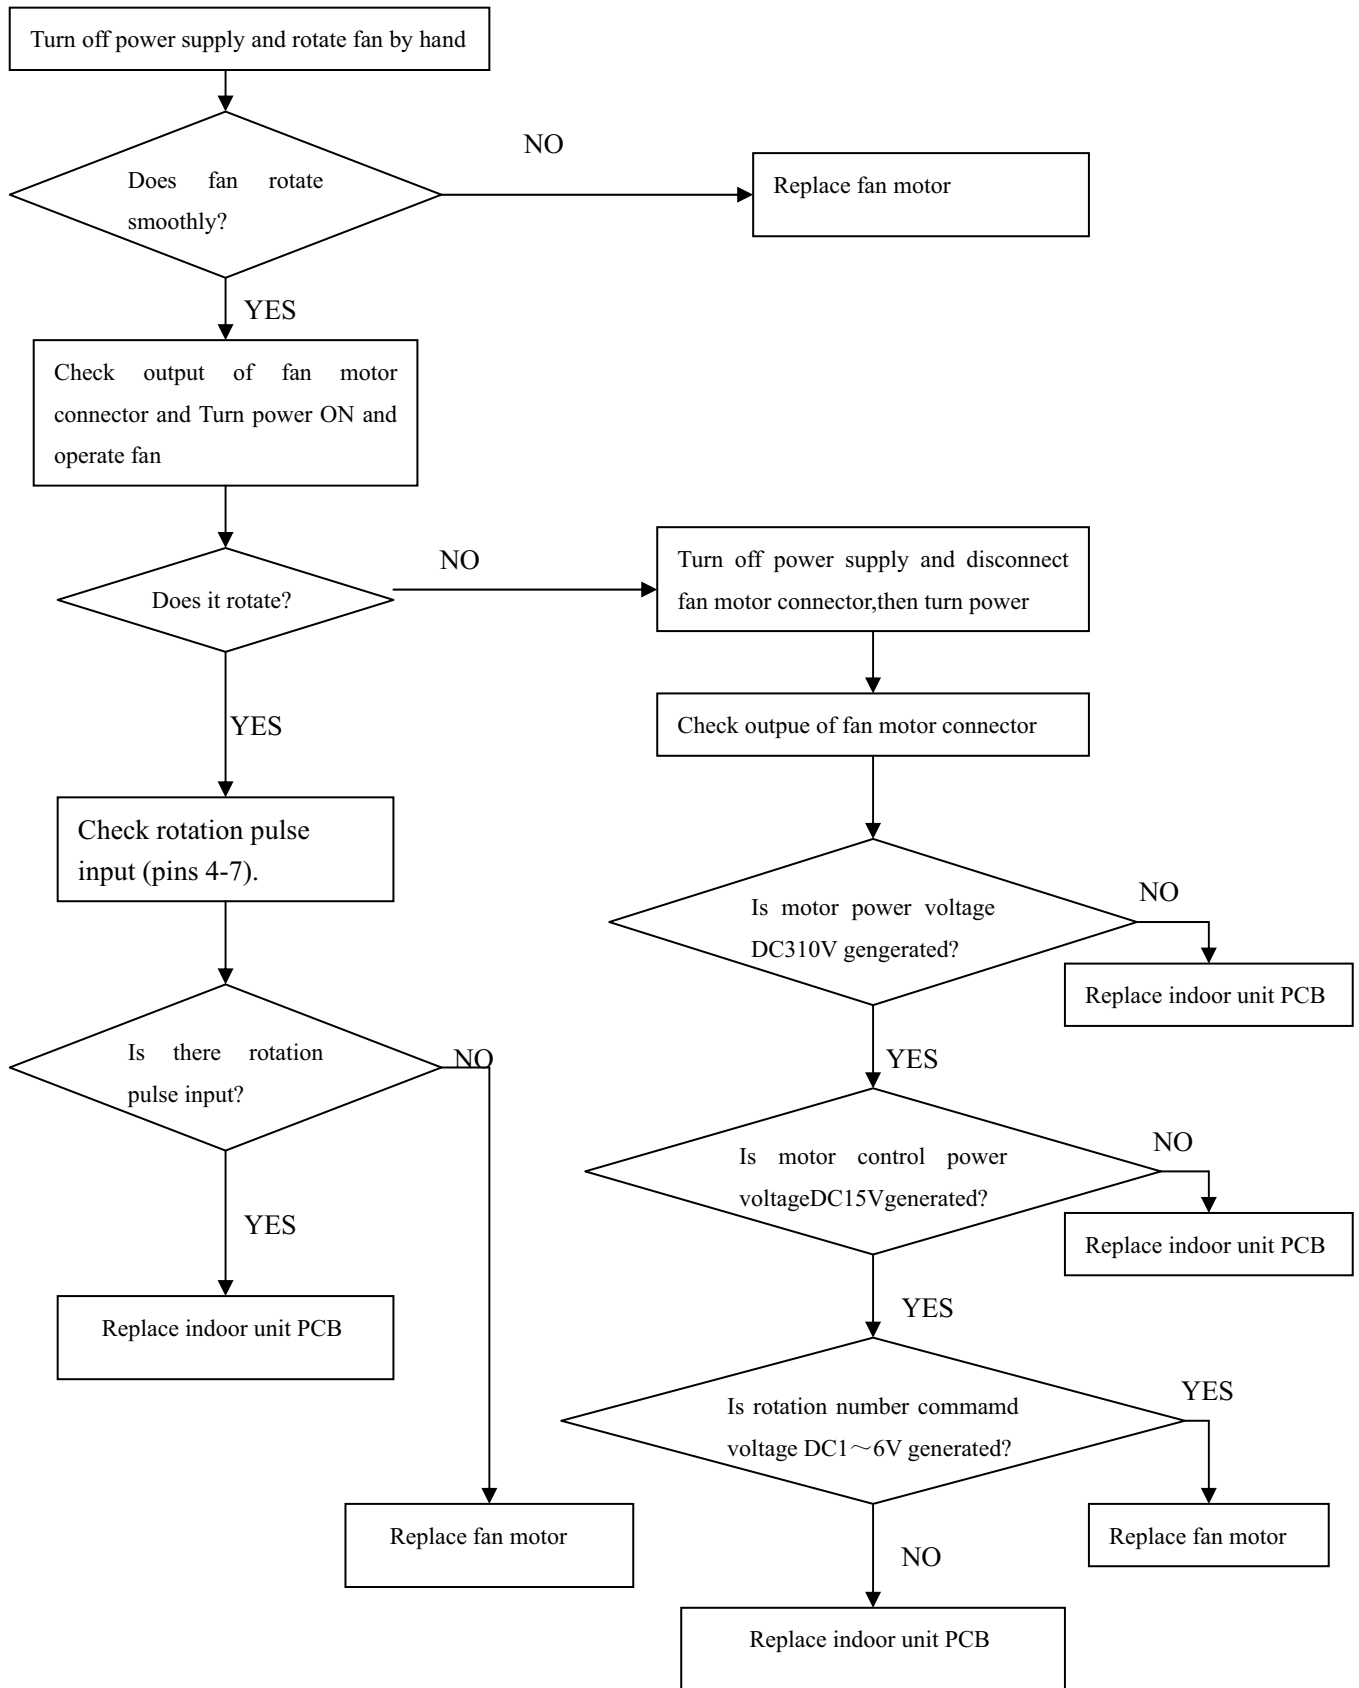 Turn off power supply and rotate fan by hand
NO
Does fan rotate
smoothly?
Replace fan motor
YES
Check output of fan motor
connector and Turn power ON and
operate fan
NO
Does it rotate?
Turn off power supply and disconnect
fan motor connector,then turn power
YES
Check outpue of fan motor connector
Check rotation pulse
input (pins 4-7).
NO
Is motor power voltage
DC310V gengerated?
Replace indoor unit PCB
Is there rotation
pulse input?
NO
YES
NO
Is motor control power
voltageDC15Vgenerated?
YES
Replace indoor unit PCB
YES
Replace indoor unit PCB
YES
Is rotation number commamd
voltage DC1～6V generated?
Replace fan motor
Replace fan motor
NO
Replace indoor unit PCB